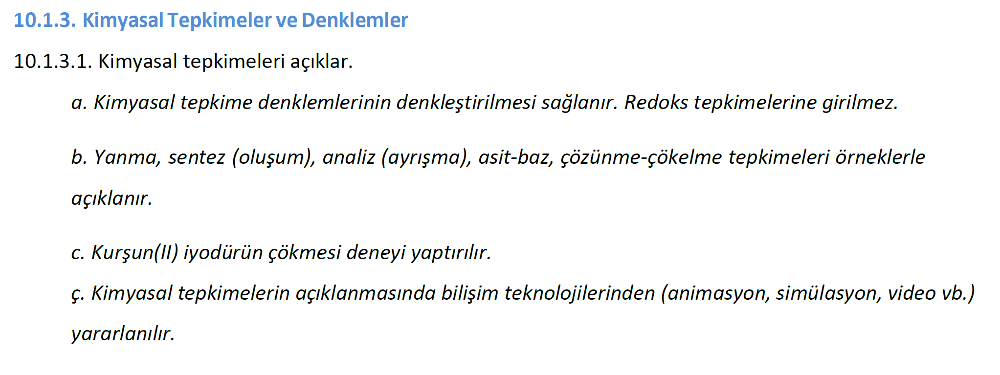 10.1.3. Kimyasal Tepkimeler ve Denklemler
10.1.3.1. Kimyasal tepkimeleri açıklar.
a. Kimyasal tepkime denklemlerinin denkleştirilmesi sağlanır. Redoks tepkimelerine girilmez.
b. Yanma, sentez (oluşum), analiz (ayrışma), asit-baz, çözünme-çökelme tepkimeleri örneklerle
açıklanır.
c. Kurşun(II) iyodürün çökmesi deneyi yaptırılır.
ç. Kimyasal tepkimelerin açıklanmasında bilişim teknolojilerinden (animasyon, simülasyon, video vb.)
yararlanılır.